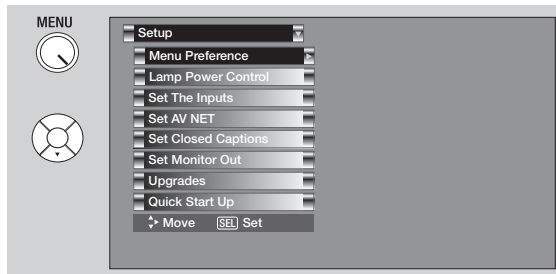 MENU
Setup
Menu Preference
Lamp Power Control
Set The Inputs
Set AV NET
Set Closed Captions
Set Monitor Out
Upgrades
Quick Start Up
Move SEL Set